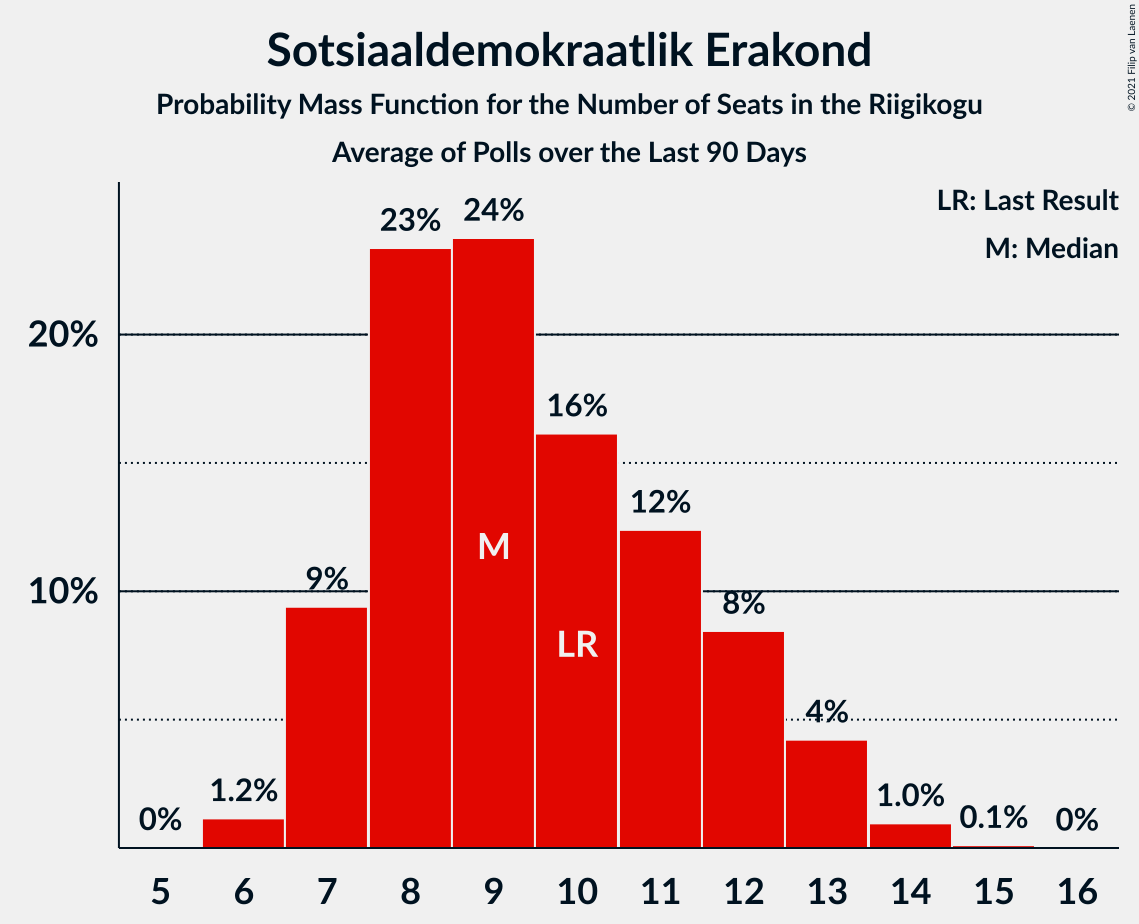 Sotsiaaldemokraatlik Erakond
Probability Mass Function for the Number of Seats in the Riigikogu
Average of Polls over the Last 90 Days
© 2021 Filip van Laenen
LR: Last Result
M: Median
20%
10%
0%
1.2%
9%
23%
24%
16%
12%
8%
4%
1.0%
0.1%
0%
M
LR
5 6 7 8 9 10 11 12 13 14 15 16